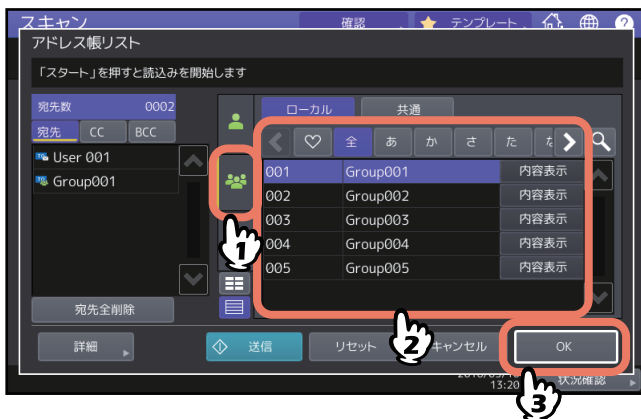 スキャン 確認 テンプレート ?
アドレス帳リスト
「スタート」を押すと読込みを開始します
宛先数 0002
ローカル 共通
宛先 CC BCC
全 あ か さ た な
User 001
Group001
001 Group001 内容表示
002 Group002 内容表示
003 Group003 内容表示
004 Group004 内容表示
005 Group005 内容表示
1
2
3
宛先全削除
詳細 送信 リセット キャンセル OK
13:20 状況確認